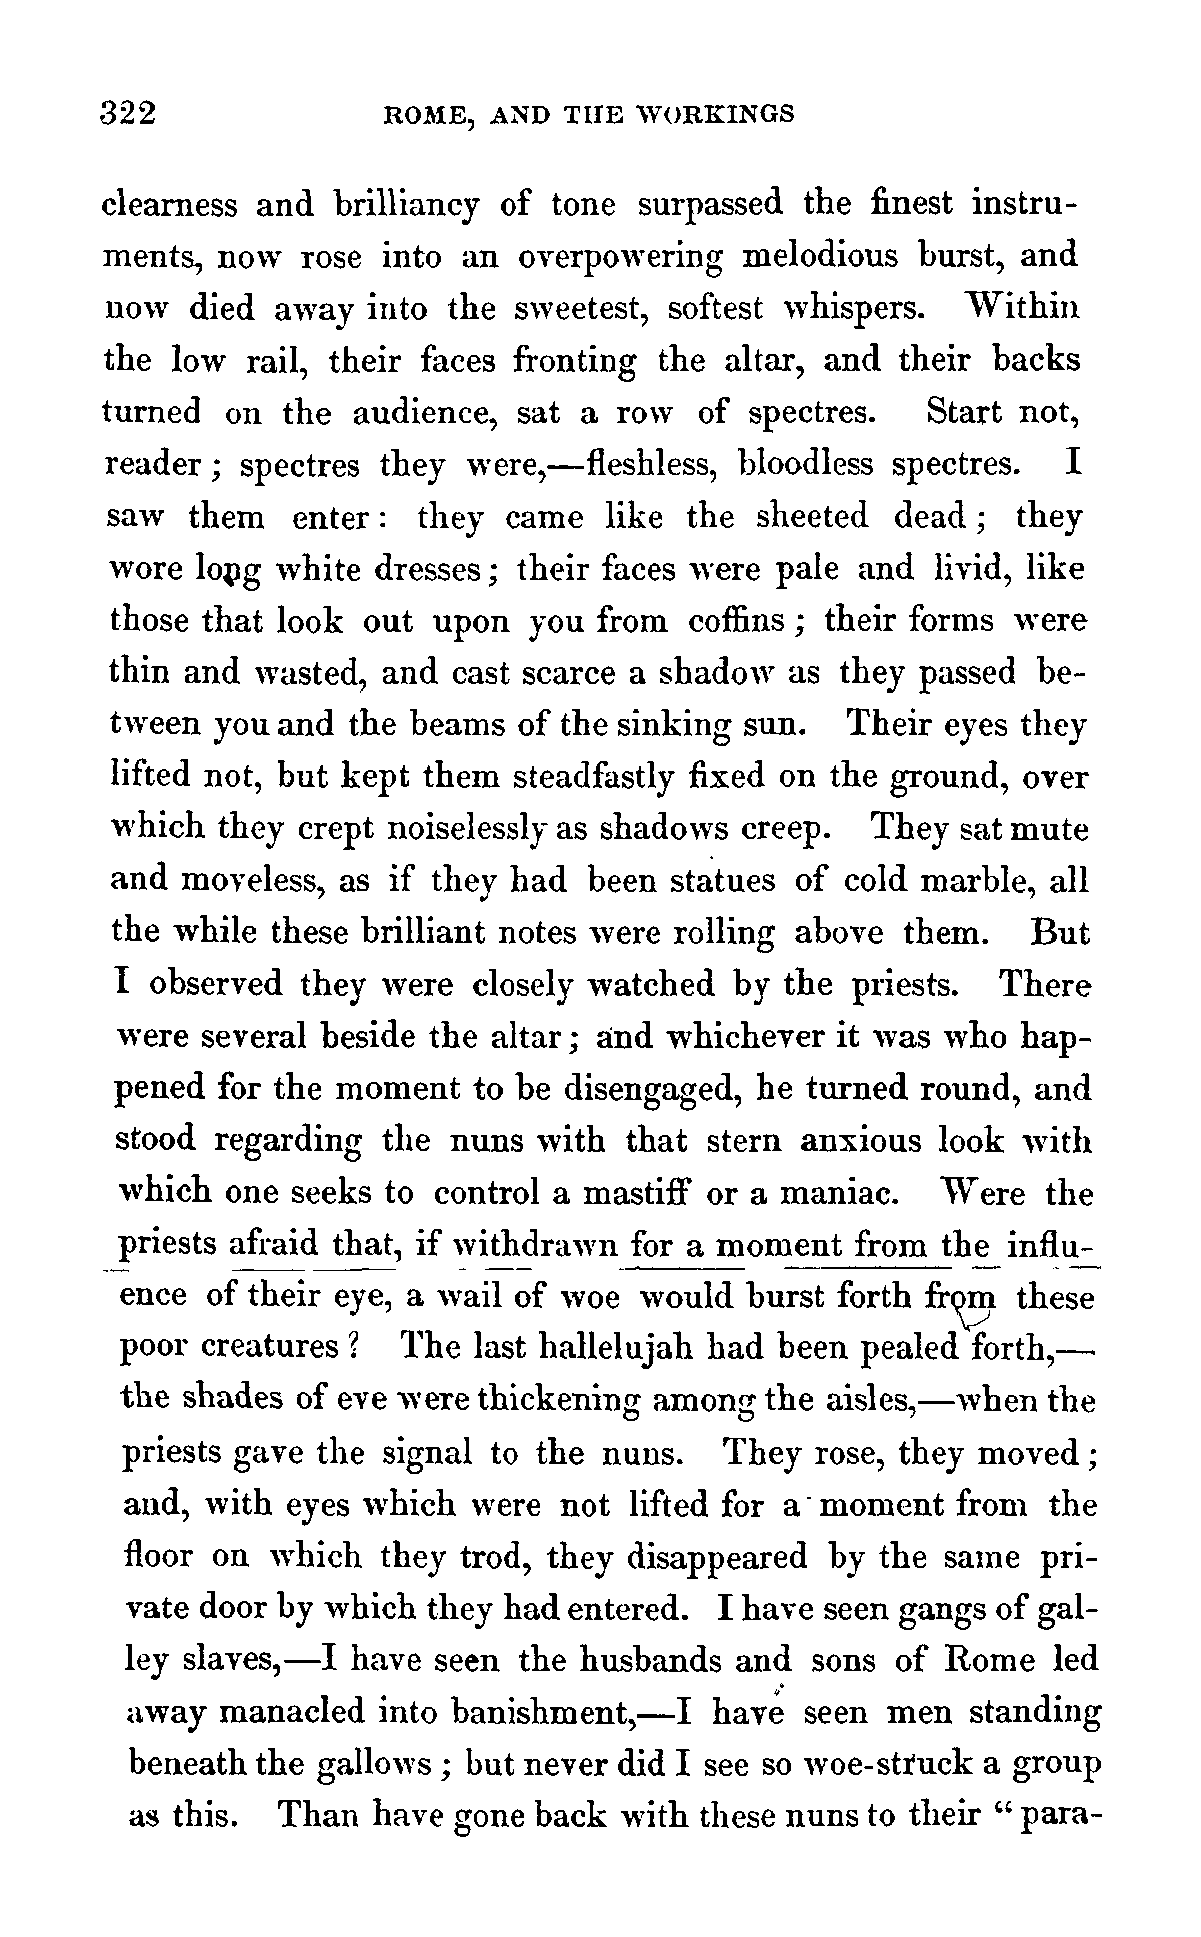 322 ROME, AND THE WORKINGS
clearness and brilliancy of tone surpassed the finest instru-
ments, now rose into an overpowering melodious burst, and
now died away into the sweetest, softest whispers. Within
the low rail, their faces fronting the altar, and their backs
turned on the audience, sat a row of spectres. Start not,
reader; spectres they were,—fleshless, bloodless spectres. I
saw them enter: they came like the sheeted dead; they
wore long white dresses; their faces were pale and livid, like
those that look out upon you from coffins; their forms were
thin and wasted, and cast scarce a shadow as they passed be-
tween you and the beams of the sinking sun. Their eyes they
lifted not, but kept them steadfastly fixed on the ground, over
which they crept noiselessly as shadows creep. They sat mute
and moveless, as if they had been statues of cold marble, all
the while these brilliant notes were rolling above them. But
I observed they were closely watched by the priests. There
were several beside the altar; and whichever it was who hap-
pened for the moment to be disengaged, he turned round, and
stood regarding the nuns with that stern anxious look with
which one seeks to control a mastiff or a maniac. Were the
priests afraid that, if withdrawn for a moment from the influ-
ence of their eye, a wail of woe would burst forth from these
poor creatures? The last hallelujah had been pealed forth,—
the shades of eve were thickening among the aisles,—when the
priests gave the signal to the nuns. They rose, they moved;
and, with eyes which were not lifted for a moment from the
floor on which they trod, they disappeared by the same pri-
vate door by which they had entered. I have seen gangs of gal-
ley slaves,—I have seen the husbands and sons of Rome led
away manacled into banishment,—I have seen men standing
beneath the gallows; but never did I see so woe-struck a group
as this. Than have gone back with these nuns to their "para-